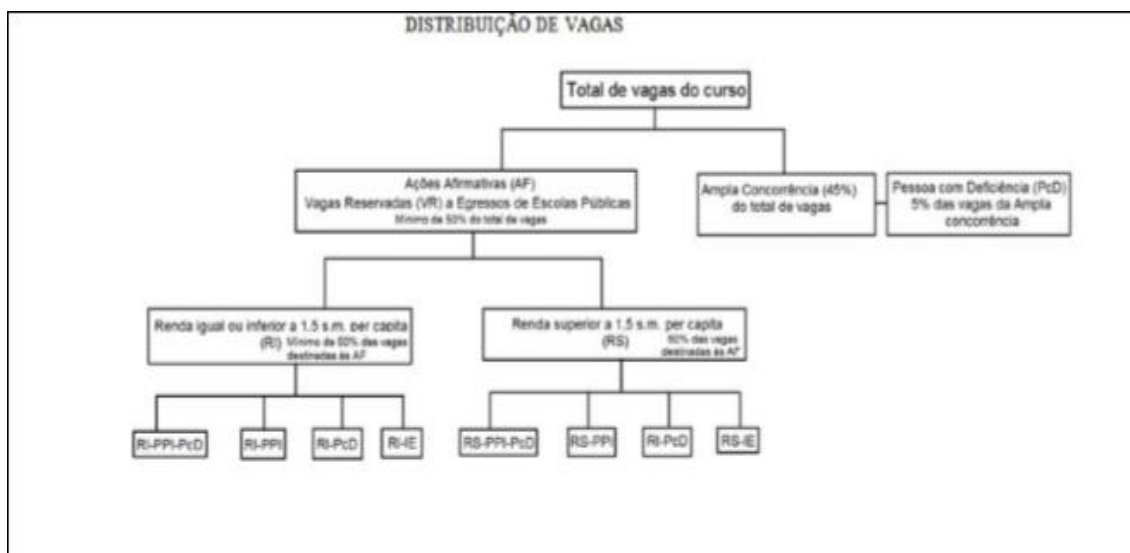 DISTRIBUIÇÃO DE VAGAS
Total de vagas do curso
Ações Afirmativas (AF)
Vagas Reservadas (VR) a Egressos de Escolas Públicas
Mínimo de 50% do total de vagas
Ampla Concorrência (45%)
do total de vagas
Pessoa com Deficiência (PcD)
5% das vagas da Ampla
concorrência
Renda igual ou inferior a 1,5 s.m. per capita
(RI) Mínimo de 50% das vagas
destinadas às AF
Renda superior a 1,5 s.m. per capita
(RS) 50% das vagas
destinadas às AF
RI-PPI-PcD
RI-PPI
RI-PcD
RI-IE
RS-PPI-PcD
RS-PPI
RI-PcD
RS-IE